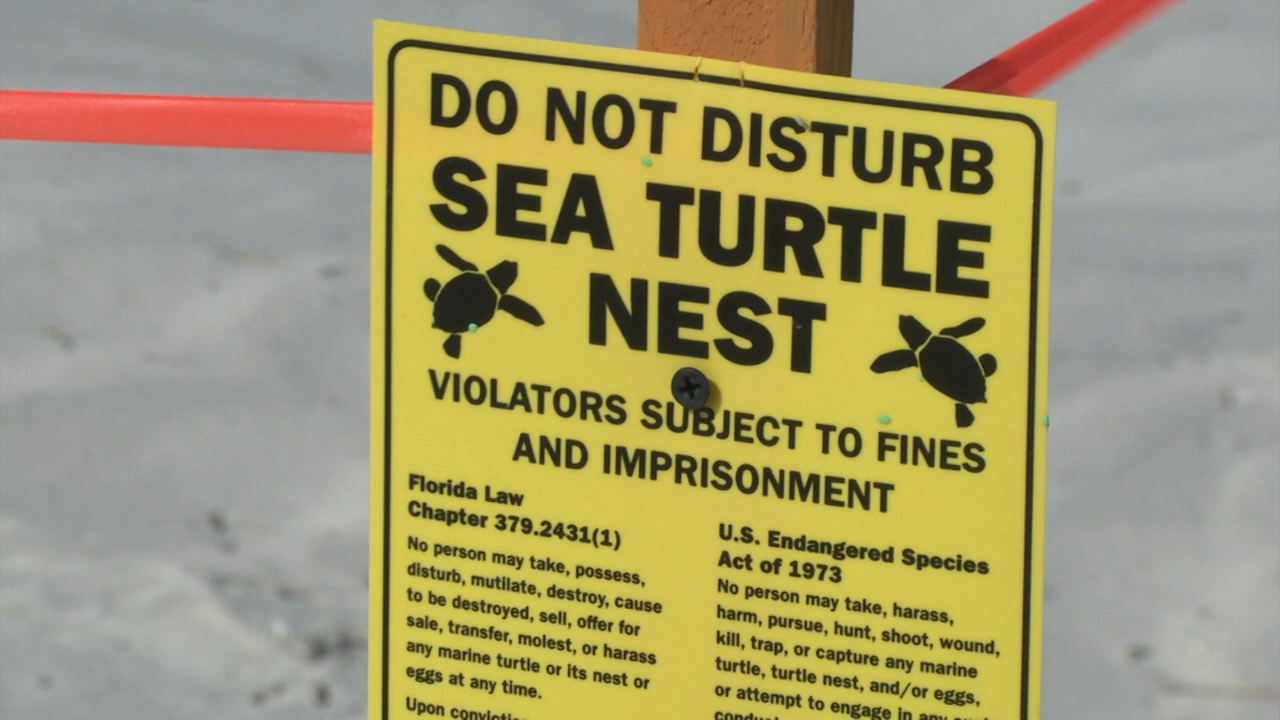 DO NOT DISTURB
SEA TURTLE
NEST
VIOLATORS SUBJECT TO FINES
AND IMPRISONMENT
Florida Law
Chapter 379.2431(1)
No person may take, possess,
disturb, mutilate, destroy, cause
to be destroyed, sell, offer for
sale, transfer, molest, or harass
any marine turtle or its nest or
eggs at any time.
Upon
U.S. Endangered Species
Act of 1973
No person may take, harass,
harm, pursue, hunt, shoot, wound,
kill, trap, or capture any marine
turtle, turtle nest, and/or eggs,
or attempt to engage in any